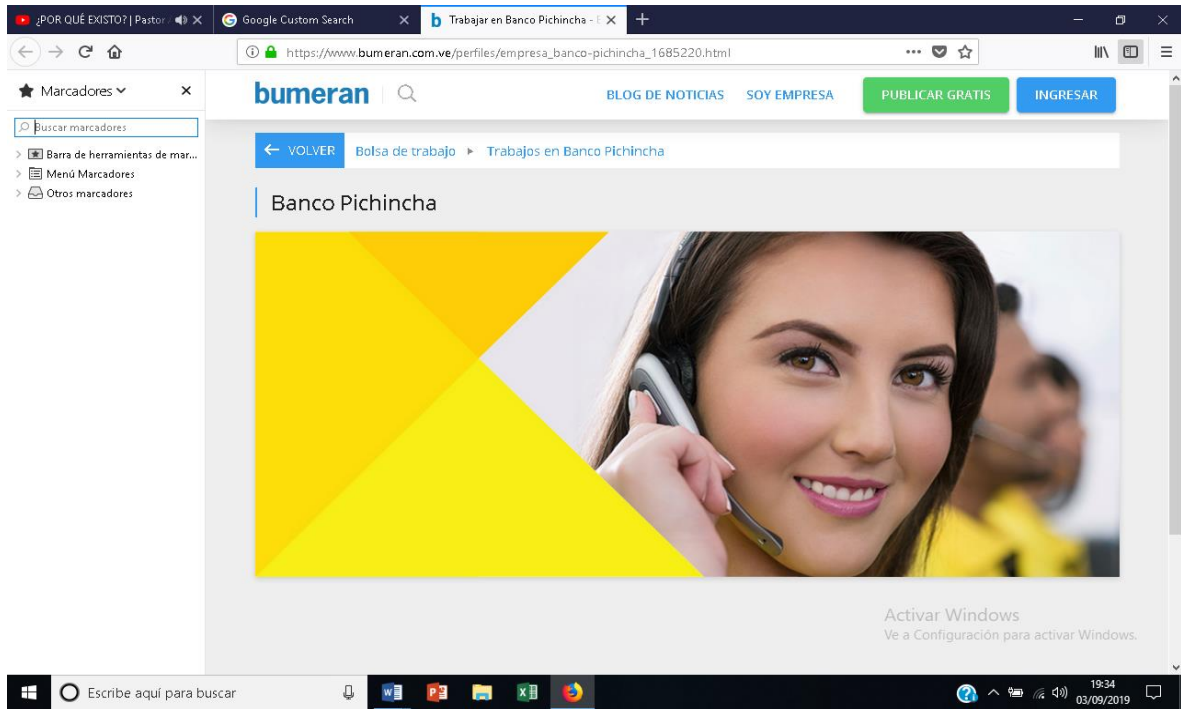 ¿POR QUÉ EXISTO? | Pastor
Google Custom Search
b Trabajar en Banco Pichincha -
https://www.bumeran.com.ve/perfiles/empresa_banco-pichincha_1685220.html
Marcadores
Buscar marcadores
Barra de herramientas de mar...
Menú Marcadores
Otros marcadores
bumeran
BLOG DE NOTICIAS
SOY EMPRESA
PUBLICAR GRATIS
INGRESAR
VOLVER
Bolsa de trabajo
Trabajos en Banco Pichincha
Banco Pichincha
Activar Windows
Ve a Configuración para activar Windows.
Escribe aquí para buscar
19:34
03/09/2019